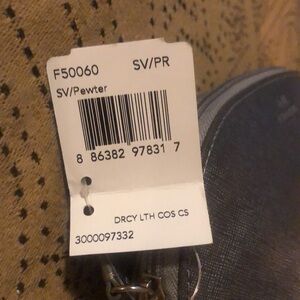 F50060 SV/PR
SV/Pewter
8 86382 97831 7
DRCY LTH COS CS
3000097332